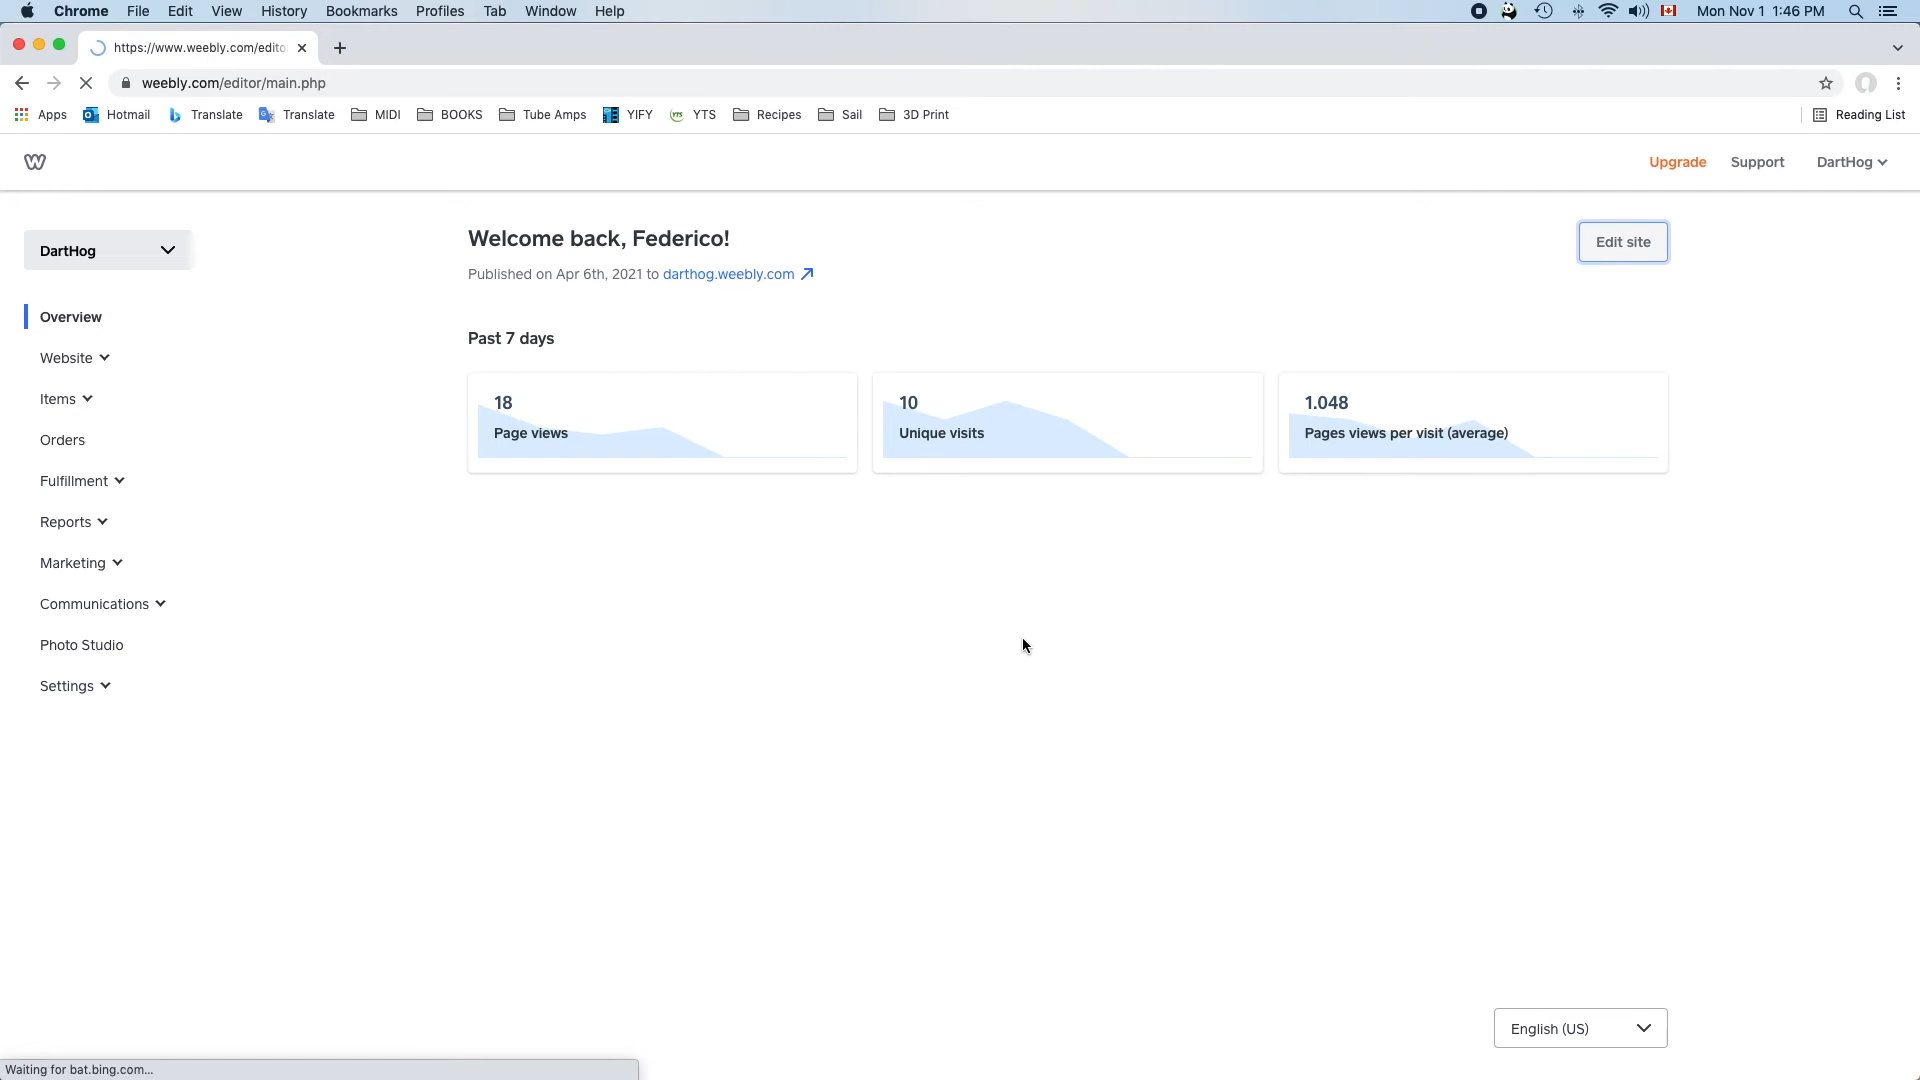 Chrome File Edit View History Bookmarks Profiles Tab Window Help Mon Nov 1 1:46 PM
https://www.weebly.com/edito
weebly.com/editor/main.php
Apps Hotmail Translate Translate MIDI BOOKS Tube Amps YIFY YTS Recipes Sail 3D Print Reading List
Upgrade Support DartHog
DartHog
Overview
Website
Items
Orders
Fulfillment
Reports
Marketing
Communications
Photo Studio
Settings
Welcome back, Federico!
Edit site
Published on Apr 6th, 2021 to darthog.weebly.com
Past 7 days
18
Page views
10
Unique visits
1.048
Pages views per visit (average)
English (US)
Waiting for bat.bing.com...